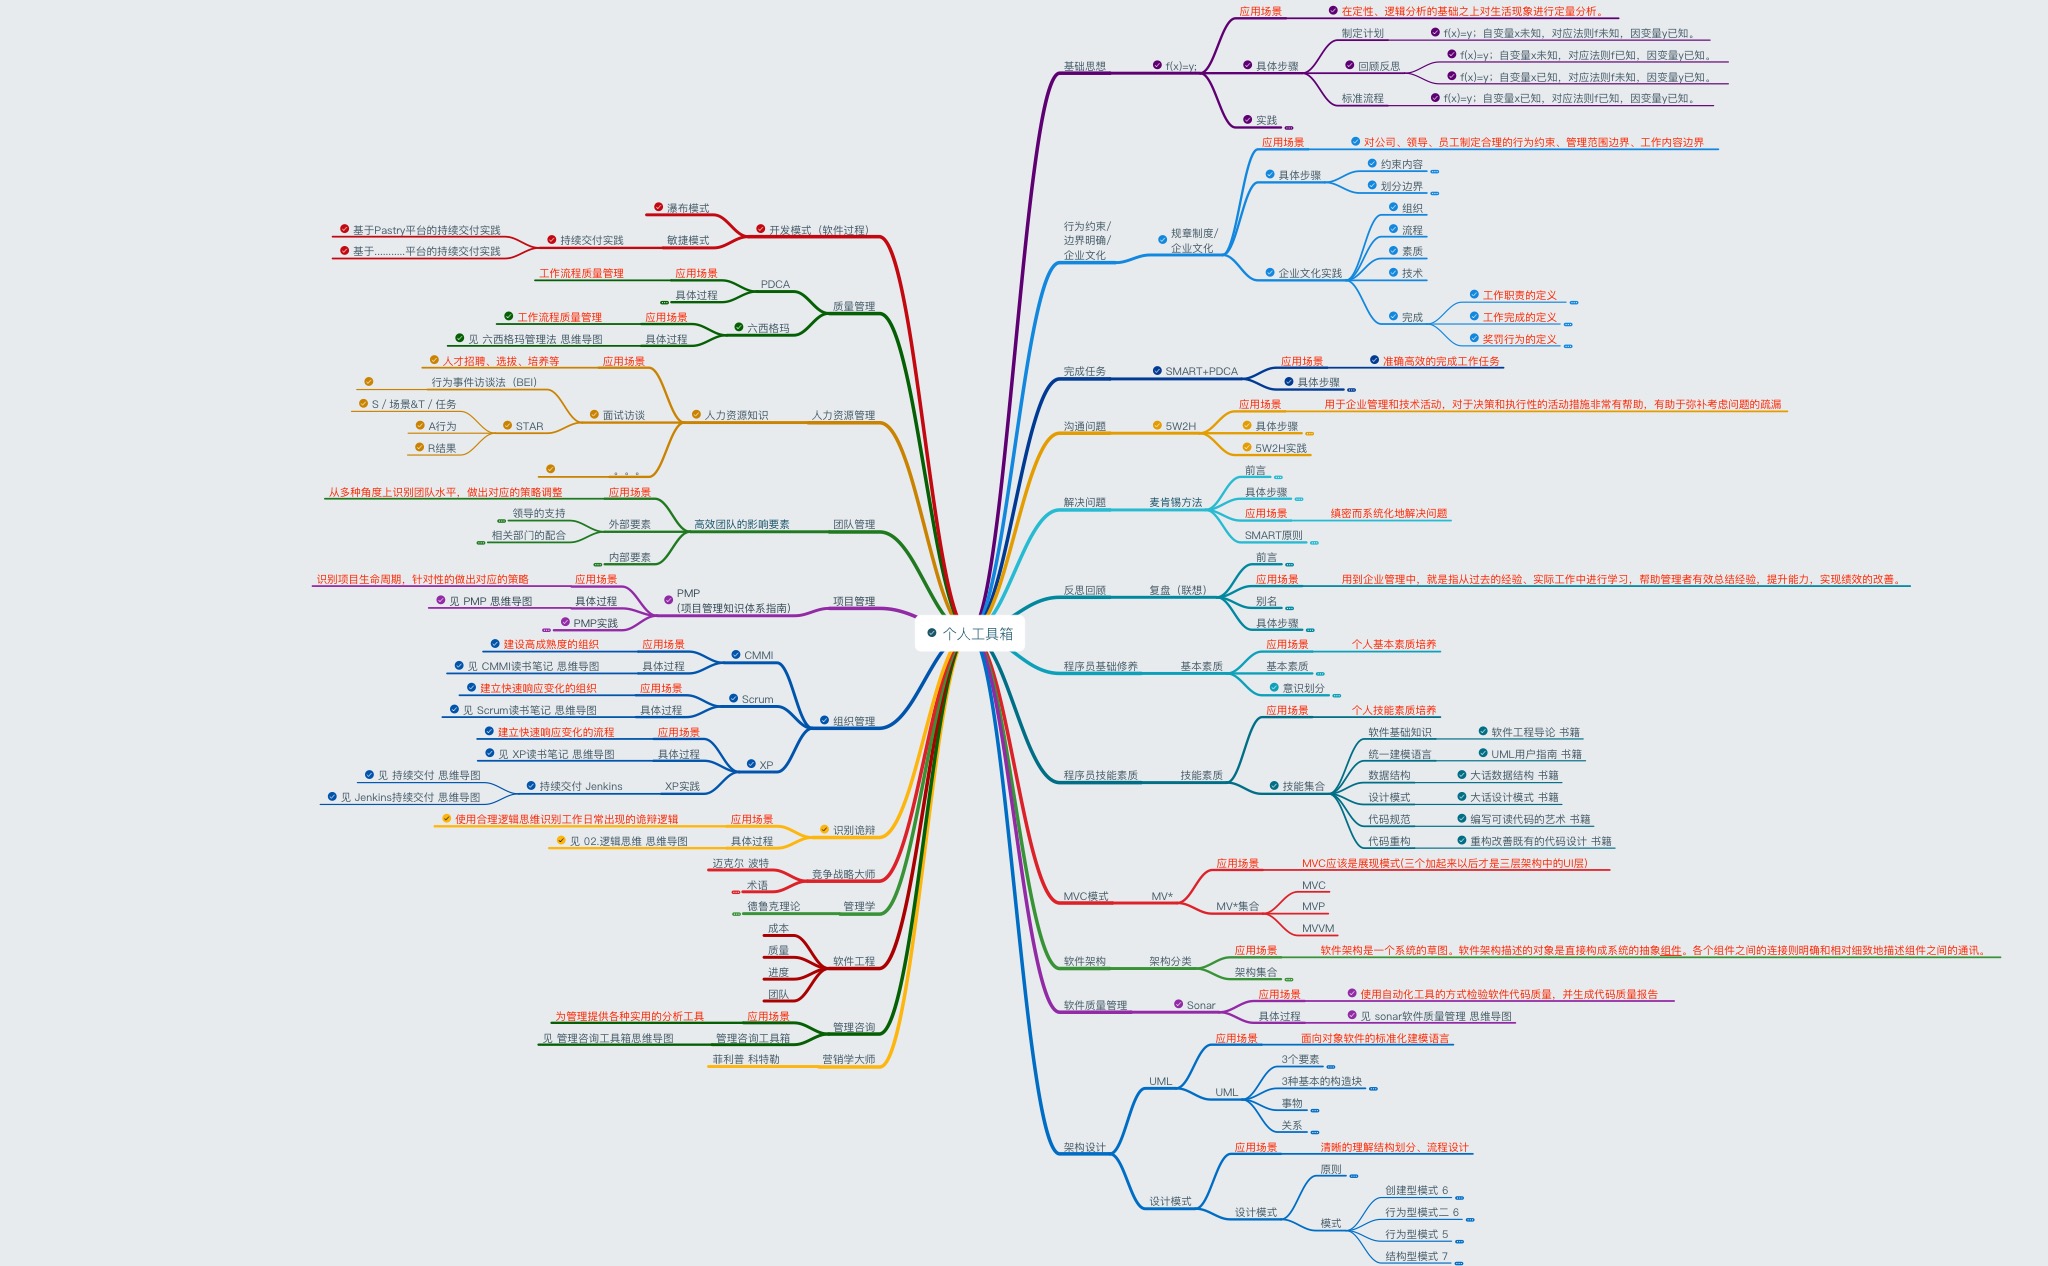 个人工具箱
基础思想
f(x)=y;
应用场景
在定性、逻辑分析的基础之上对生活现象进行定量分析。
具体步骤
制定计划
f(x)=y；自变量x未知，对应法则f未知，因变量y已知。
回顾反思
f(x)=y；自变量x未知，对应法则f已知，因变量y已知。
f(x)=y；自变量x已知，对应法则f未知，因变量y已知。
标准流程
f(x)=y；自变量x已知，对应法则f已知，因变量y已知。
实践
行为约束/
边界明确/
企业文化
规章制度/
企业文化
应用场景
对公司、领导、员工制定合理的行为约束、管理范围边界、工作内容边界
具体步骤
约束内容
划分边界
企业文化实践
组织
流程
素质
技术
完成
工作职责的定义
工作完成的定义
奖罚行为的定义
完成任务
SMART+PDCA
应用场景
准确高效的完成工作任务
具体步骤
沟通问题
5W2H
应用场景
用于企业管理和技术活动，对于决策和执行性的活动措施非常有帮助，有助于弥补考虑问题的疏漏
具体步骤
5W2H实践
解决问题
麦肯锡方法
前言
具体步骤
应用场景
缜密而系统化地解决问题
SMART原则
反思回顾
复盘（联想）
前言
应用场景
用到企业管理中，就是指从过去的经验、实际工作中进行学习，帮助管理者有效总结经验，提升能力，实现绩效的改善。
别名
具体步骤
程序员基础修养
基本素质
应用场景
个人基本素质培养
基本素质
意识划分
程序员技能素质
技能素质
应用场景
个人技能素质培养
技能集合
软件基础知识
软件工程导论 书籍
统一建模语言
UML用户指南 书籍
数据结构
大话数据结构 书籍
设计模式
大话设计模式 书籍
代码规范
编写可读代码的艺术 书籍
代码重构
重构改善既有的代码设计 书籍
MVC模式
MV*
应用场景
MVC应该是展现模式(三个加起来以后才是三层架构中的UI层)
MV*集合
MVC
MVP
MVVM
软件架构
架构分类
应用场景
软件架构是一个系统的草图。软件架构描述的对象是直接构成系统的抽象组件。各个组件之间的连接则明确和相对细致地描述组件之间的通讯。
架构集合
软件质量管理
Sonar
应用场景
使用自动化工具的方式检验软件代码质量，并生成代码质量报告
具体过程
见 sonar软件质量管理 思维导图
架构设计
UML
应用场景
面向对象软件的标准化建模语言
UML
3个要素
3种基本的构造块
事物
关系
设计模式
应用场景
清晰的理解结构划分、流程设计
设计模式
原则
模式
创建型模式 6
行为型模式二 6
行为型模式 5
结构型模式 7
开发模式（软件过程）
瀑布模式
敏捷模式
持续交付实践
基于Pastry平台的持续交付实践
基于...........平台的持续交付实践
质量管理
PDCA
应用场景
工作流程质量管理
具体过程
六西格玛
应用场景
工作流程质量管理
具体过程
见 六西格玛管理法 思维导图
人力资源管理
人力资源知识
应用场景
人才招聘、选拔、培养等
面试访谈
行为事件访谈法（BEI）
STAR
S / 场景&T / 任务
A行为
R结果
。。。
团队管理
高效团队的影响要素
应用场景
从多种角度上识别团队水平，做出对应的策略调整
外部要素
领导的支持
相关部门的配合
内部要素
项目管理
PMP
(项目管理知识体系指南)
应用场景
识别项目生命周期，针对性的做出对应的策略
具体过程
见 PMP 思维导图
PMP实践
组织管理
CMMI
应用场景
建设高成熟度的组织
具体过程
见 CMMI读书笔记 思维导图
Scrum
应用场景
建立快速响应变化的组织
具体过程
见 Scrum读书笔记 思维导图
XP
应用场景
建立快速响应变化的流程
具体过程
见 XP读书笔记 思维导图
XP实践
持续交付 Jenkins
见 持续交付 思维导图
见 Jenkins持续交付 思维导图
识别诡辩
应用场景
使用合理逻辑思维识别工作日常出现的诡辩逻辑
具体过程
见 02.逻辑思维 思维导图
竞争战略大师
迈克尔 波特
术语
管理学
德鲁克理论
软件工程
成本
质量
进度
团队
管理咨询
应用场景
为管理提供各种实用的分析工具
管理咨询工具箱
见 管理咨询工具箱思维导图
营销学大师
菲利普 科特勒